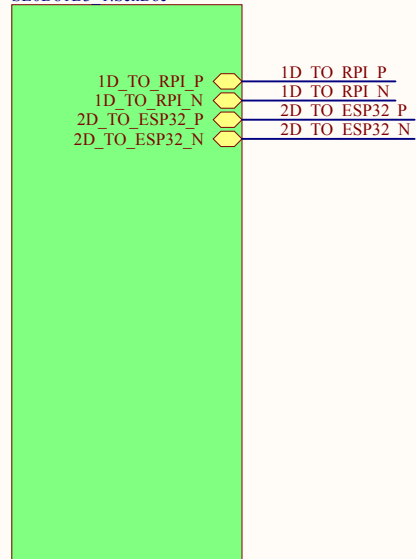 1D_TO_RPI_P 1D_TO_RPI_P
1D_TO_RPI_N 1D_TO_RPI_N
2D_TO_ESP32_P 2D_TO_ESP32_P
2D_TO_ESP32_N 2D_TO_ESP32_N